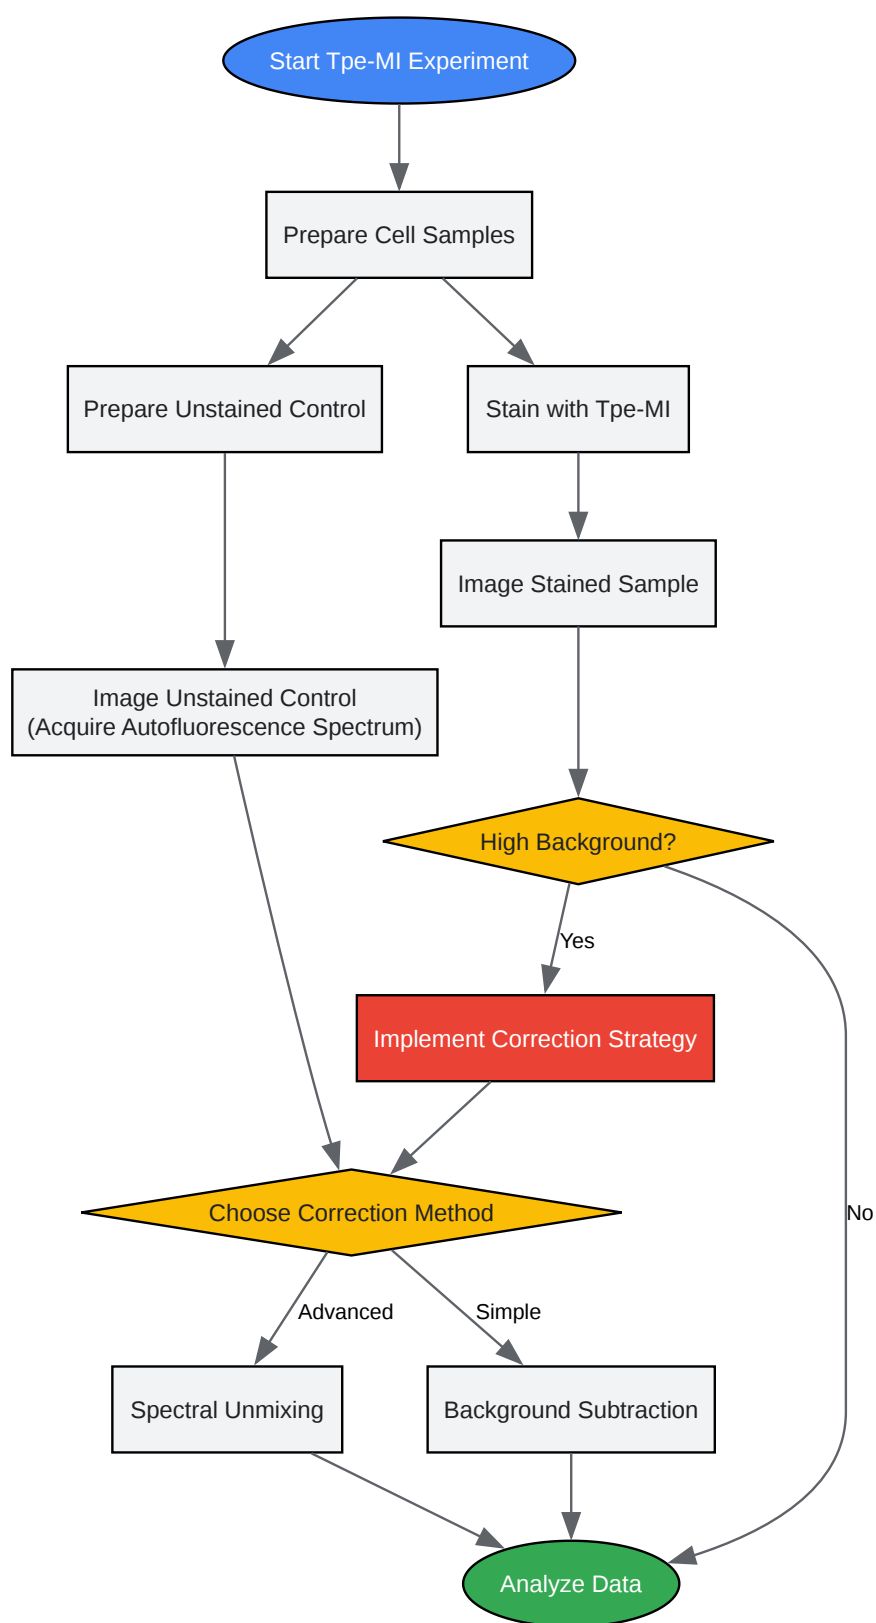 Start Tpe-MI Experiment
Prepare Cell Samples
Prepare Unstained Control
Stain with Tpe-MI
Image Stained Sample
Image Unstained Control
(Acquire Autofluorescence Spectrum)
High Background?
Yes
Implement Correction Strategy
Choose Correction Method
No
Advanced
Simple
Spectral Unmixing
Background Subtraction
Analyze Data